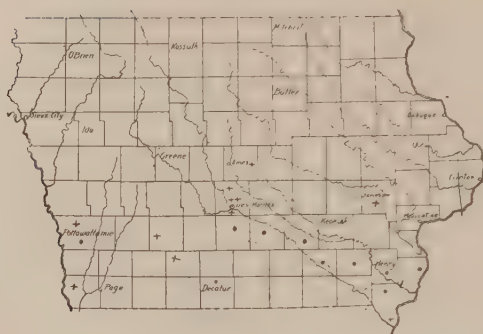 Mitchell
Kossuth
O'Brien
Butler
Sioux City
Dubuque
Ida
Greene
Ames
Clinton
Johnson
Des Moines
Muscatine
Keokuk
Pottawattamie
Henry
Page
Decatur